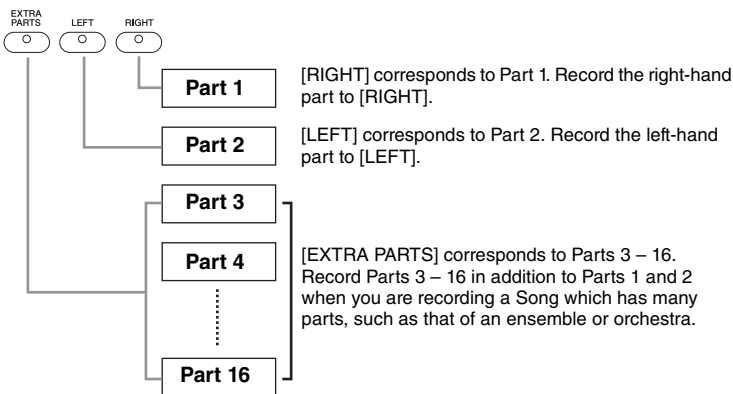 EXTRA
PARTS LEFT RIGHT
Part 1
[RIGHT] corresponds to Part 1. Record the right-hand
part to [RIGHT].
Part 2
[LEFT] corresponds to Part 2. Record the left-hand
part to [LEFT].
Part 3
Part 4
[EXTRA PARTS] corresponds to Parts 3 – 16.
Record Parts 3 – 16 in addition to Parts 1 and 2
when you are recording a Song which has many
parts, such as that of an ensemble or orchestra.
Part 16